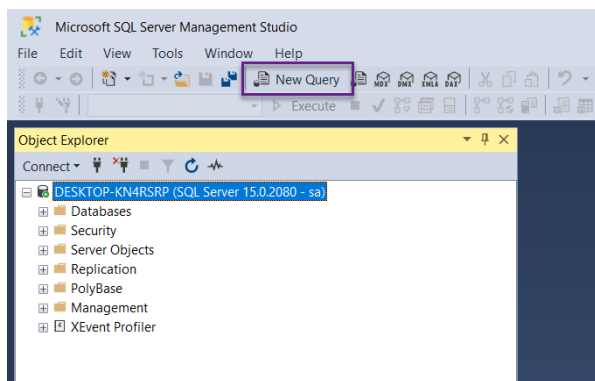 Microsoft SQL Server Management Studio
File Edit View Tools Window Help
New Query MDX DMX XMLA DAX
Execute
Object Explorer
Connect
DESKTOP-KN4RSRP (SQL Server 15.0.2080 - sa)
Databases
Security
Server Objects
Replication
PolyBase
Management
XEvent Profiler